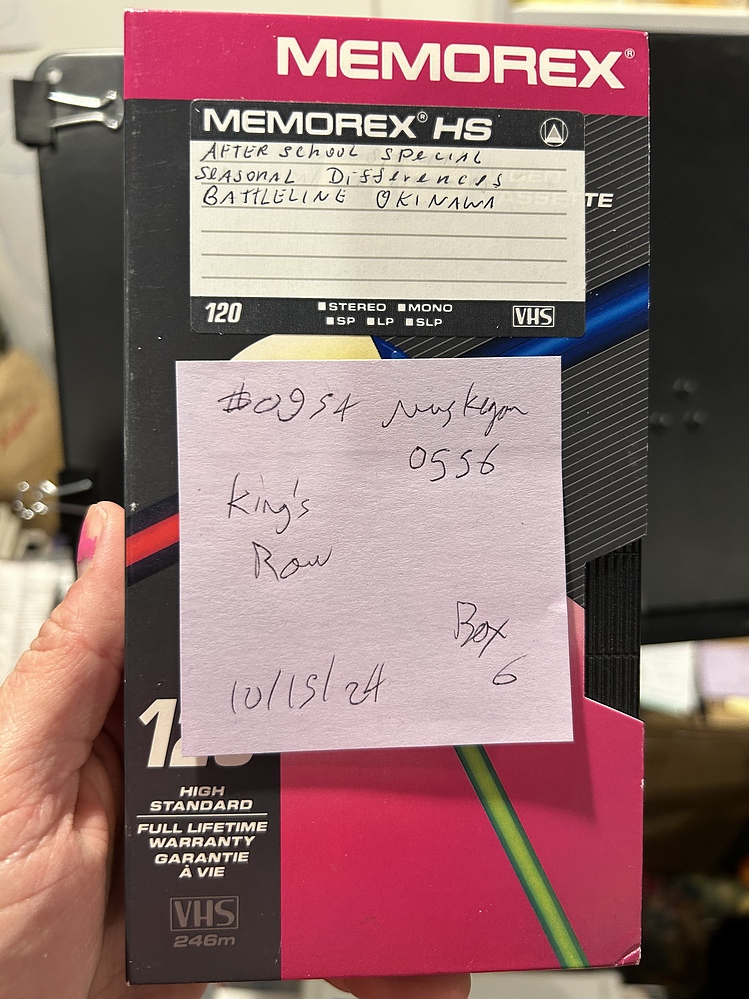 MEMOREX®
MEMOREX® HS
AFTER SCHOOL SPECIAL
SEASONAL Differences
BATTLELINE OKINAWA
120
STEREO MONO
SP LP SLP
VHS
#0954 Muskegon
0556
King's
Row
Box
6
10/15/24
HIGH
STANDARD
FULL LIFETIME
WARRANTY
GARANTIE
À VIE
VHS
246m